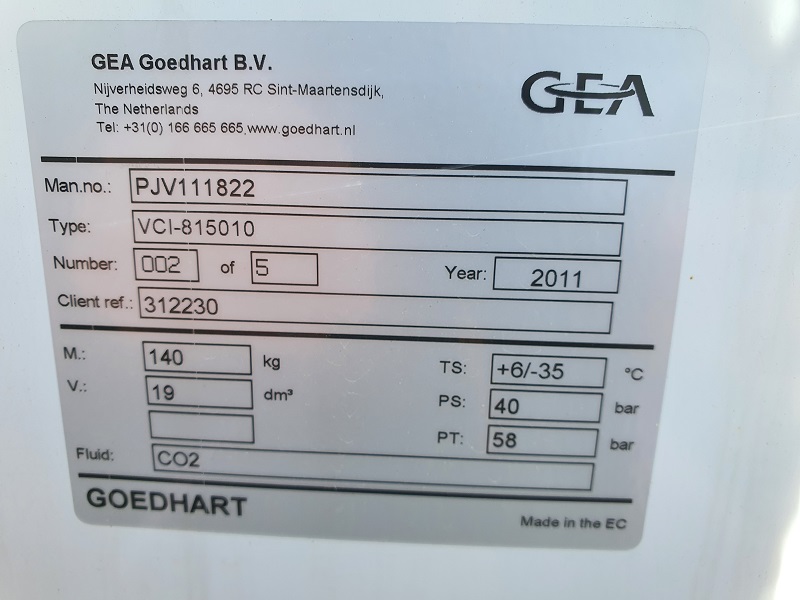 GEA Goedhart B.V.
Nijverheidsweg 6, 4695 RC Sint-Maartensdijk,
The Netherlands
Tel: +31(0) 166 665 665,www.goedhart.nl
GEA
Man.no.: PJV111822
Type: VCI-815010
Number: 002 of 5 Year: 2011
Client ref.: 312230
M.: 140 kg TS: +6/-35 °C
V.: 19 dm³ PS: 40 bar
PT: 58 bar
Fluid: CO2
GOEDHART
Made in the EC